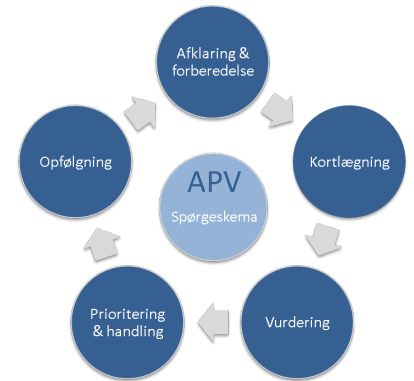 Afklaring &
forberedelse
Kortlægning
Vurdering
Prioritering
& handling
Opfølgning
APV
Spørgeskema